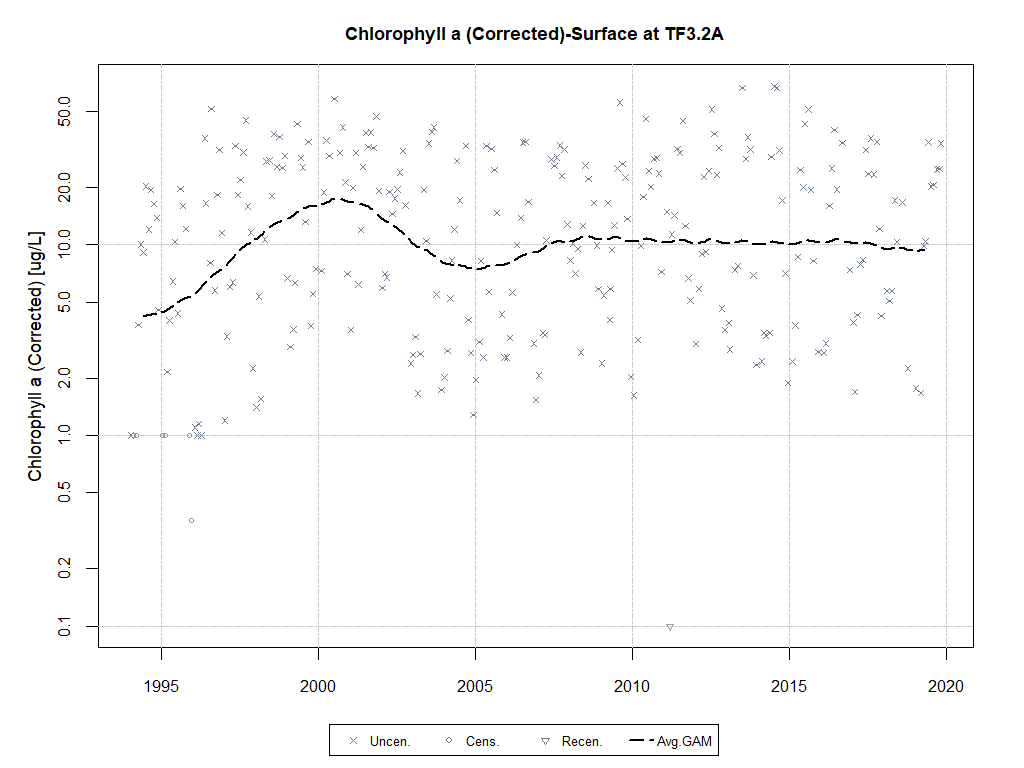 Chlorophyll a (Corrected)-Surface at TF3.2A
Chlorophyll a (Corrected) [ug/L]
50.0
20.0
10.0
5.0
2.0
1.0
0.5
0.2
0.1
1995 2000 2005 2010 2015 2020
Uncen. Cens. Recen. Avg.GAM